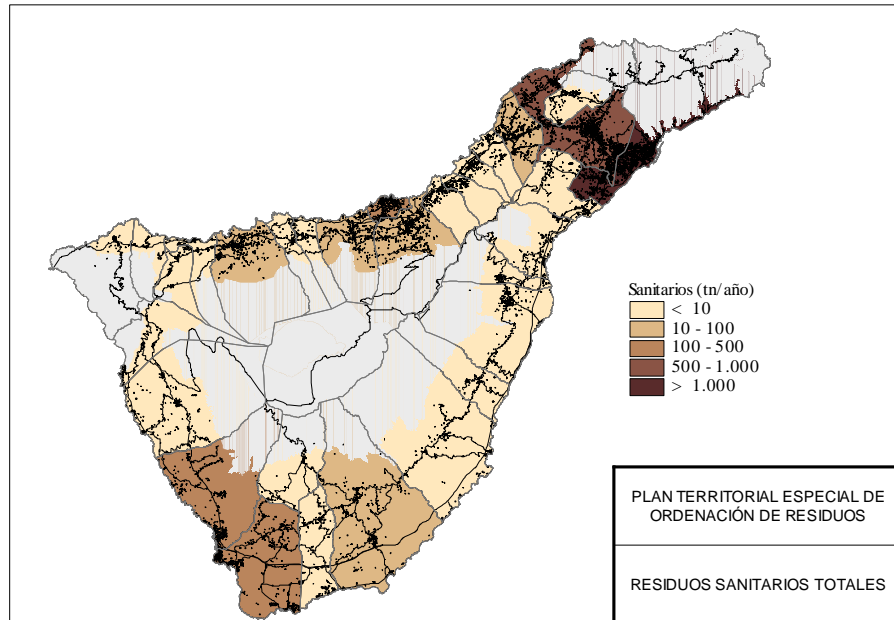 Sanitarios (tn/año)
< 10
10 - 100
100 - 500
500 - 1.000
> 1.000
PLAN TERRITORIAL ESPECIAL DE
ORDENACIÓN DE RESIDUOS
RESIDUOS SANITARIOS TOTALES